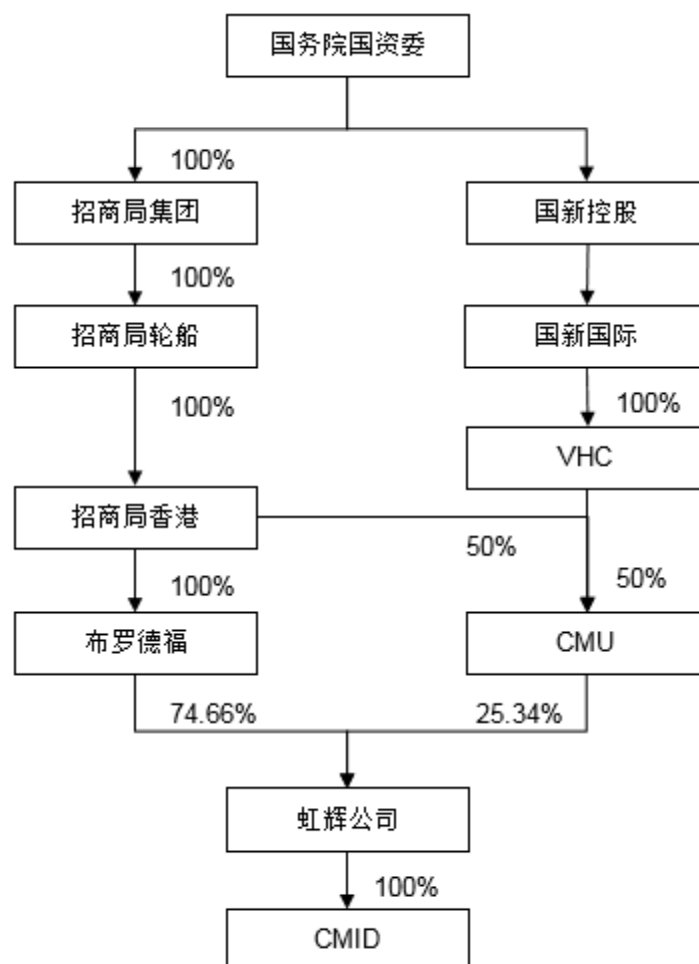 国务院国资委
100%
招商局集团
国新控股
100%
招商局轮船
国新国际
100%
100%
VHC
招商局香港
50%
100%
50%
布罗德福
CMU
74.66%
25.34%
虹辉公司
100%
CMID